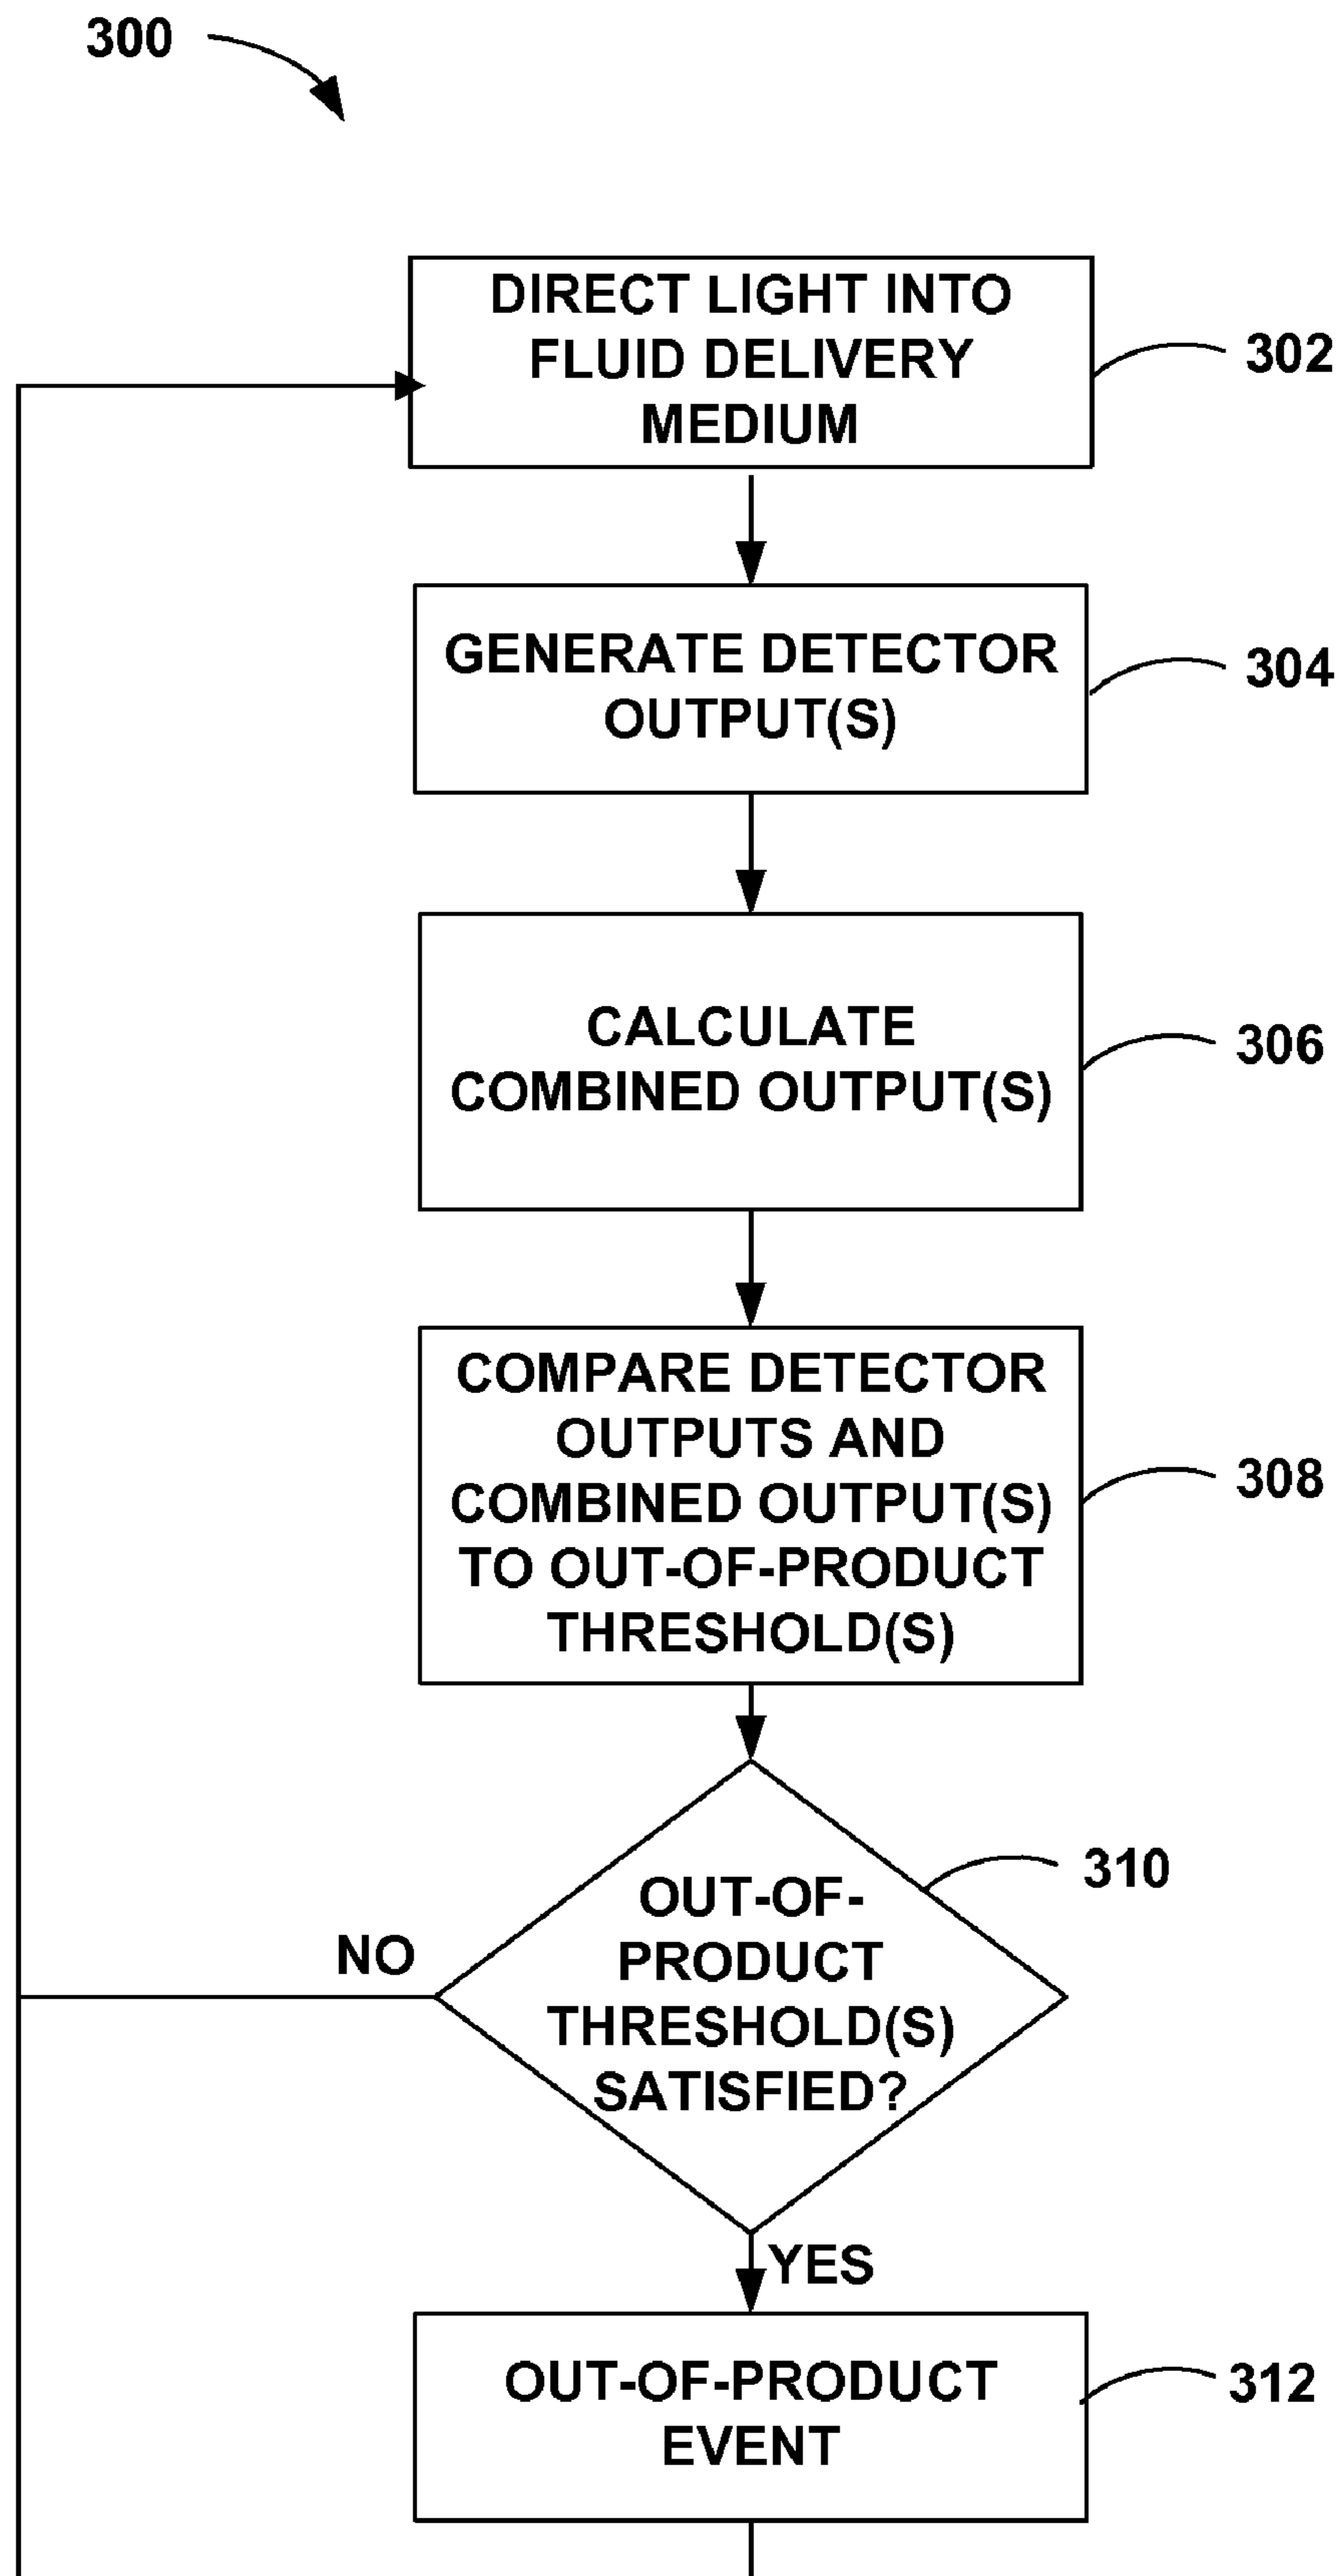 300
DIRECT LIGHT INTO
FLUID DELIVERY
MEDIUM
302
GENERATE DETECTOR
OUTPUT(S)
304
CALCULATE
COMBINED OUTPUT(S)
306
COMPARE DETECTOR
OUTPUTS AND
COMBINED OUTPUT(S)
TO OUT-OF-PRODUCT
THRESHOLD(S)
308
OUT-OF-
PRODUCT
THRESHOLD(S)
SATISFIED?
310
NO
YES
OUT-OF-PRODUCT
EVENT
312